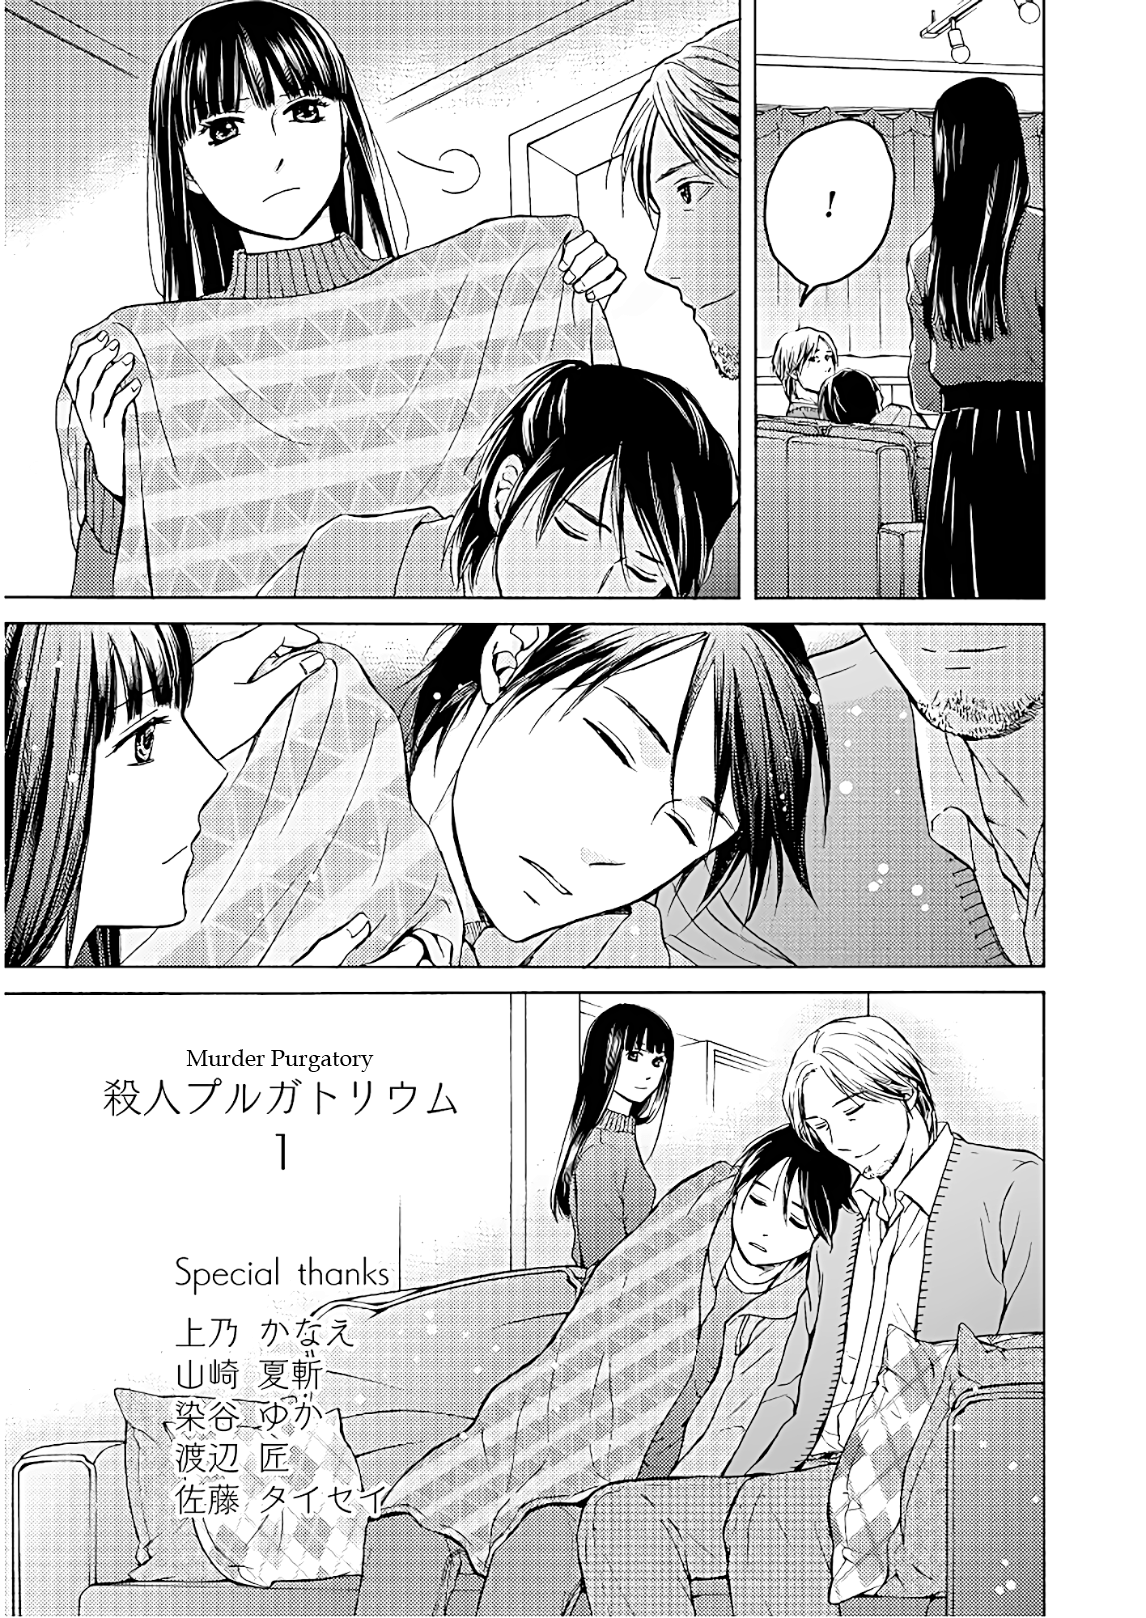 !
Murder Purgatory
殺人プルガトリウム
1
Special thanks
上乃 かなえ
山崎 夏斬
染谷 ゆか
渡辺 匠
佐藤 タイセイ